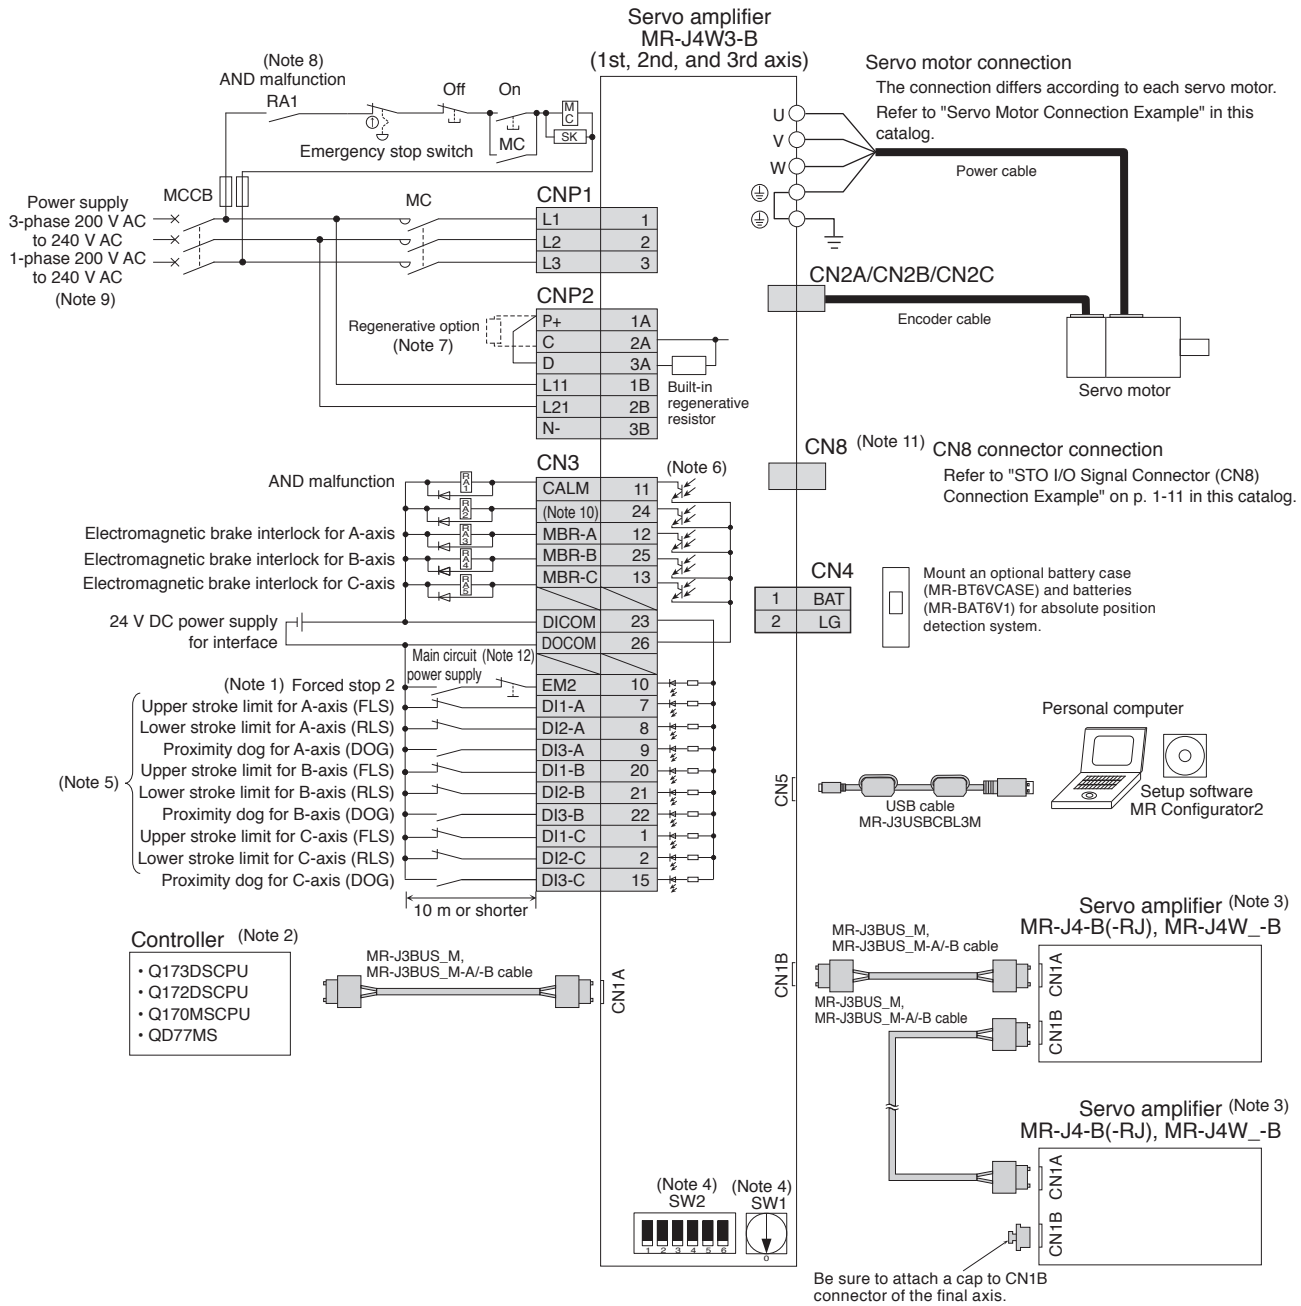 Servo amplifier
MR-J4W3-B
(1st, 2nd, and 3rd axis)
(Note 8)
AND malfunction
RA1
Off
On
MC
SK
MC
Emergency stop switch
Servo motor connection
The connection differs according to each servo motor.
Refer to "Servo Motor Connection Example" in this
catalog.
U
V
W
Power cable
Power supply
3-phase 200 V AC
to 240 V AC
1-phase 200 V AC
to 240 V AC
(Note 9)
MCCB
MC
CNP1
L1 1
L2 2
L3 3
CN2A/CN2B/CN2C
Encoder cable
Servo motor
CNP2
Regenerative option
(Note 7)
P+ 1A
C 2A
D 3A
L11 1B
L21 2B
N- 3B
Built-in
regenerative
resistor
CN8 (Note 11)
CN8 connector connection
Refer to "STO I/O Signal Connector (CN8)
Connection Example" on p. 1-11 in this catalog.
CN3
(Note 6)
AND malfunction
RA1
CALM 11
RA2
(Note 10) 24
Electromagnetic brake interlock for A-axis
RA3
MBR-A 12
Electromagnetic brake interlock for B-axis
RA4
MBR-B 25
Electromagnetic brake interlock for C-axis
RA5
MBR-C 13
24 V DC power supply
for interface
DICOM 23
DOCOM 26
CN4
1 BAT
2 LG
Mount an optional battery case
(MR-BT6VCASE) and batteries
(MR-BAT6V1) for absolute position
detection system.
Main circuit (Note 12)
power supply
(Note 1) Forced stop 2
EM2 10
Upper stroke limit for A-axis (FLS)
DI1-A 7
Lower stroke limit for A-axis (RLS)
DI2-A 8
Proximity dog for A-axis (DOG)
DI3-A 9
(Note 5)
Upper stroke limit for B-axis (FLS)
DI1-B 20
Lower stroke limit for B-axis (RLS)
DI2-B 21
Proximity dog for B-axis (DOG)
DI3-B 22
Upper stroke limit for C-axis (FLS)
DI1-C 1
Lower stroke limit for C-axis (RLS)
DI2-C 2
Proximity dog for C-axis (DOG)
DI3-C 15
10 m or shorter
CN5
USB cable
MR-J3USBCBL3M
Personal computer
Setup software
MR Configurator2
Controller (Note 2)
• Q173DSCPU
• Q172DSCPU
• Q170MSCPU
• QD77MS
MR-J3BUS_M,
MR-J3BUS_M-A/-B cable
CN1A
CN1B
MR-J3BUS_M,
MR-J3BUS_M-A/-B cable
MR-J3BUS_M,
MR-J3BUS_M-A/-B cable
Servo amplifier (Note 3)
MR-J4-B(-RJ), MR-J4W_-B
CN1A
CN1B
Servo amplifier (Note 3)
MR-J4-B(-RJ), MR-J4W_-B
CN1A
CN1B
(Note 4)
SW2
1 2 3 4 5 6
(Note 4)
SW1
0
Be sure to attach a cap to CN1B
connector of the final axis.